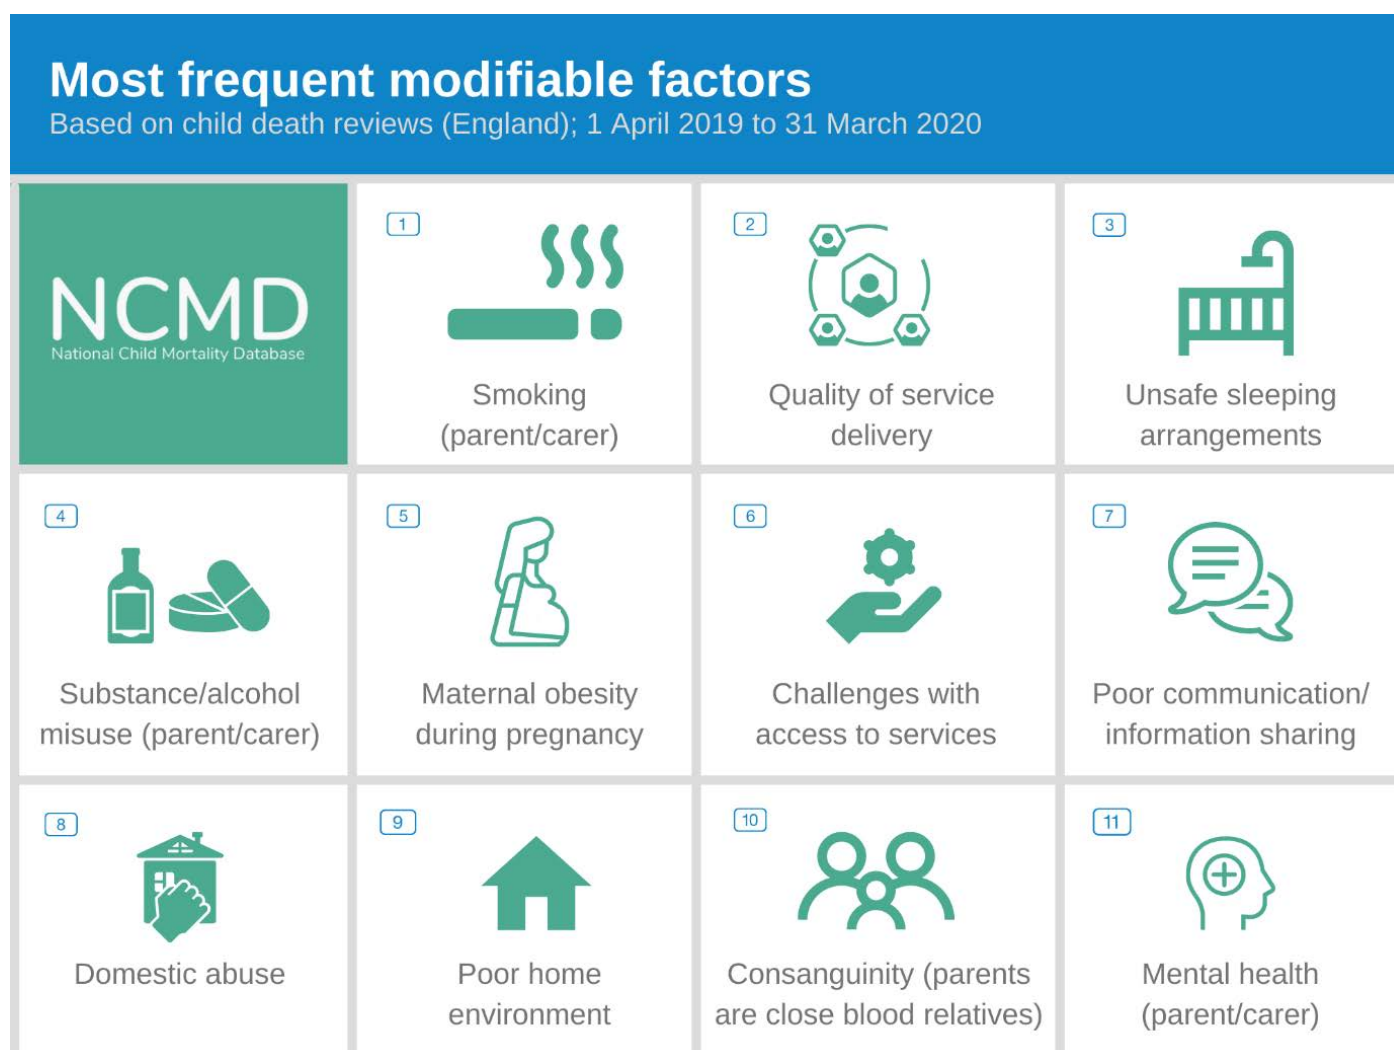 Most frequent modifiable factors
Based on child death reviews (England); 1 April 2019 to 31 March 2020
NCMD
National Child Mortality Database
1
Smoking
(parent/carer)
2
Quality of service
delivery
3
Unsafe sleeping
arrangements
4
Substance/alcohol
misuse (parent/carer)
5
Maternal obesity
during pregnancy
6
Challenges with
access to services
7
Poor communication/
information sharing
8
Domestic abuse
9
Poor home
environment
10
Consanguinity (parents
are close blood relatives)
11
Mental health
(parent/carer)